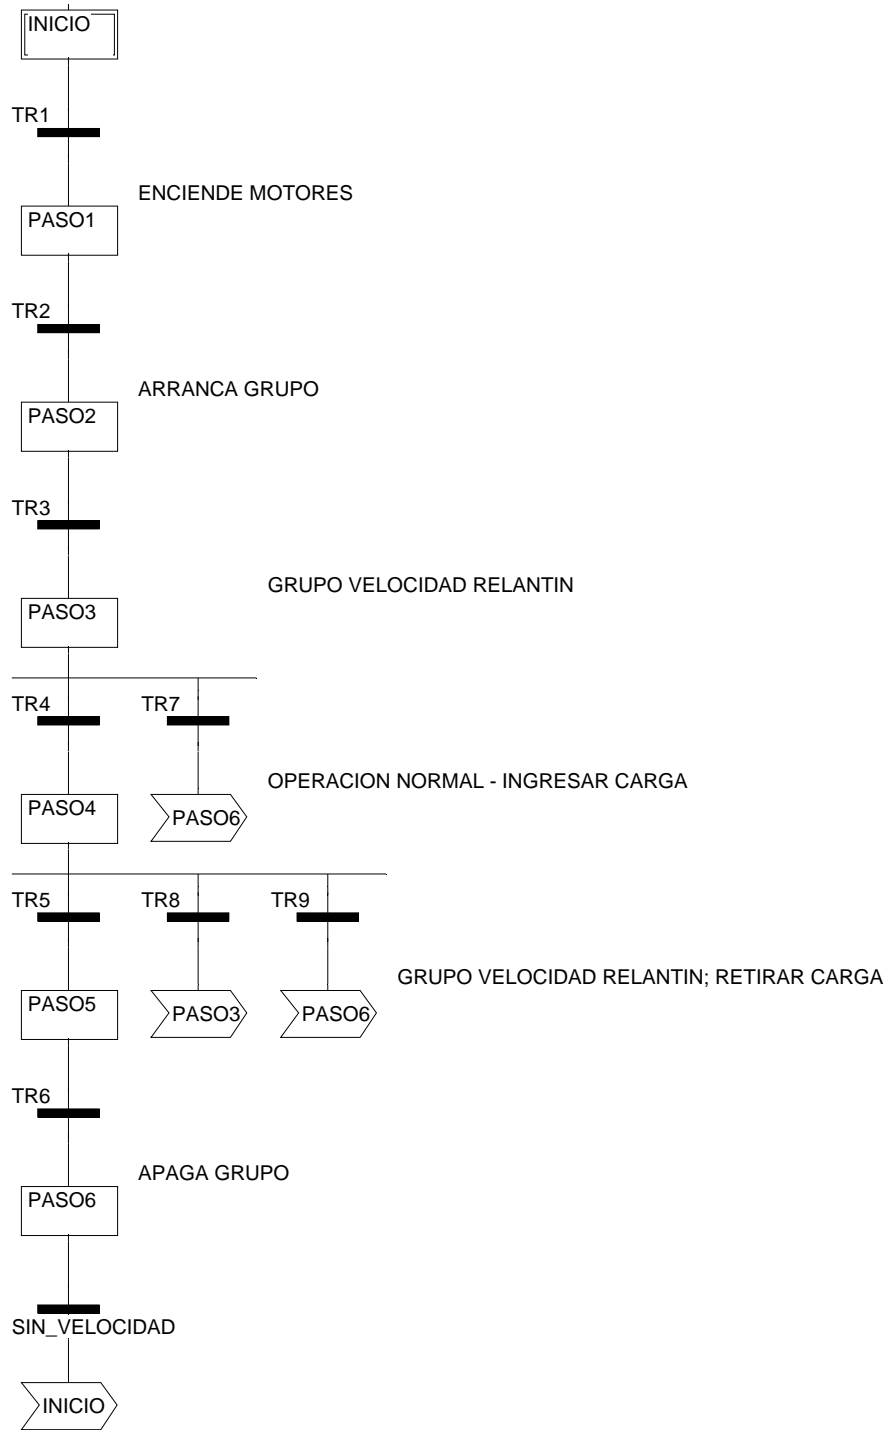 INICIO
TR1
ENCIENDE MOTORES
PASO1
TR2
ARRANCA GRUPO
PASO2
TR3
GRUPO VELOCIDAD RELANTIN
PASO3
TR4 TR7
OPERACION NORMAL - INGRESAR CARGA
PASO4 PASO6
TR5 TR8 TR9
GRUPO VELOCIDAD RELANTIN; RETIRAR CARGA
PASO5 PASO3 PASO6
TR6
APAGA GRUPO
PASO6
SIN_VELOCIDAD
INICIO